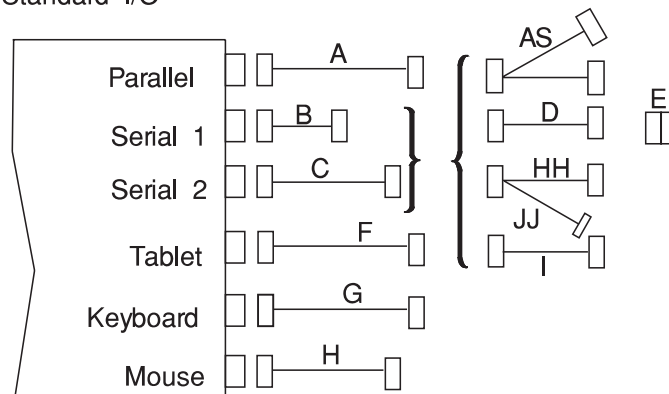 Standard I/O
Parallel
A
Serial 1
B
Serial 2
C
Tablet
F
Keyboard
G
Mouse
H
AS
D
E
HH
JJ
I